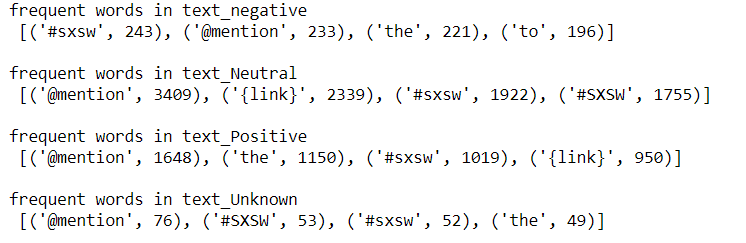 frequent words in text_negative
[('#sxsw', 243), ('@mention', 233), ('the', 221), ('to', 196)]
frequent words in text_Neutral
[('@mention', 3409), ('{link}', 2339), ('#sxsw', 1922), ('#SXSW', 1755)]
frequent words in text_Positive
[('@mention', 1648), ('the', 1150), ('#sxsw', 1019), ('{link}', 950)]
frequent words in text_Unknown
[('@mention', 76), ('#SXSW', 53), ('#sxsw', 52), ('the', 49)]